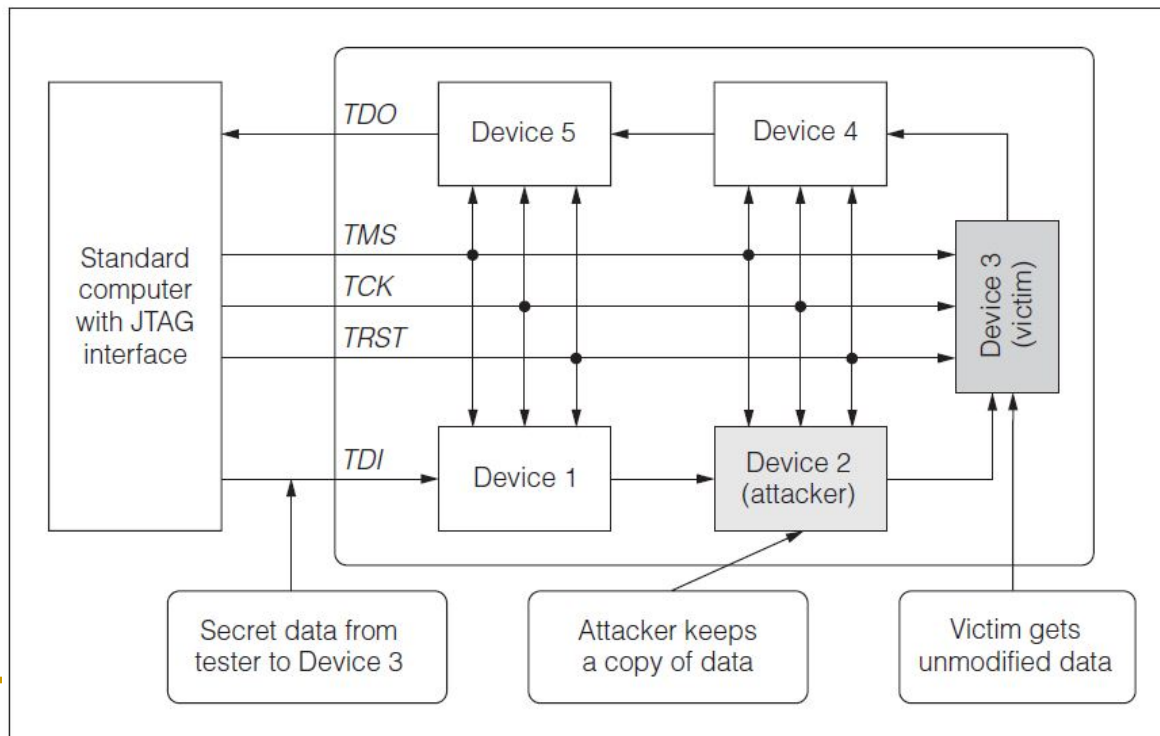 TDO
Device 5
Device 4
TMS
Standard
computer
with JTAG
interface
TCK
TRST
Device 3
(victim)
TDI
Device 1
Device 2
(attacker)
Secret data from
tester to Device 3
Attacker keeps
a copy of data
Victim gets
unmodified data